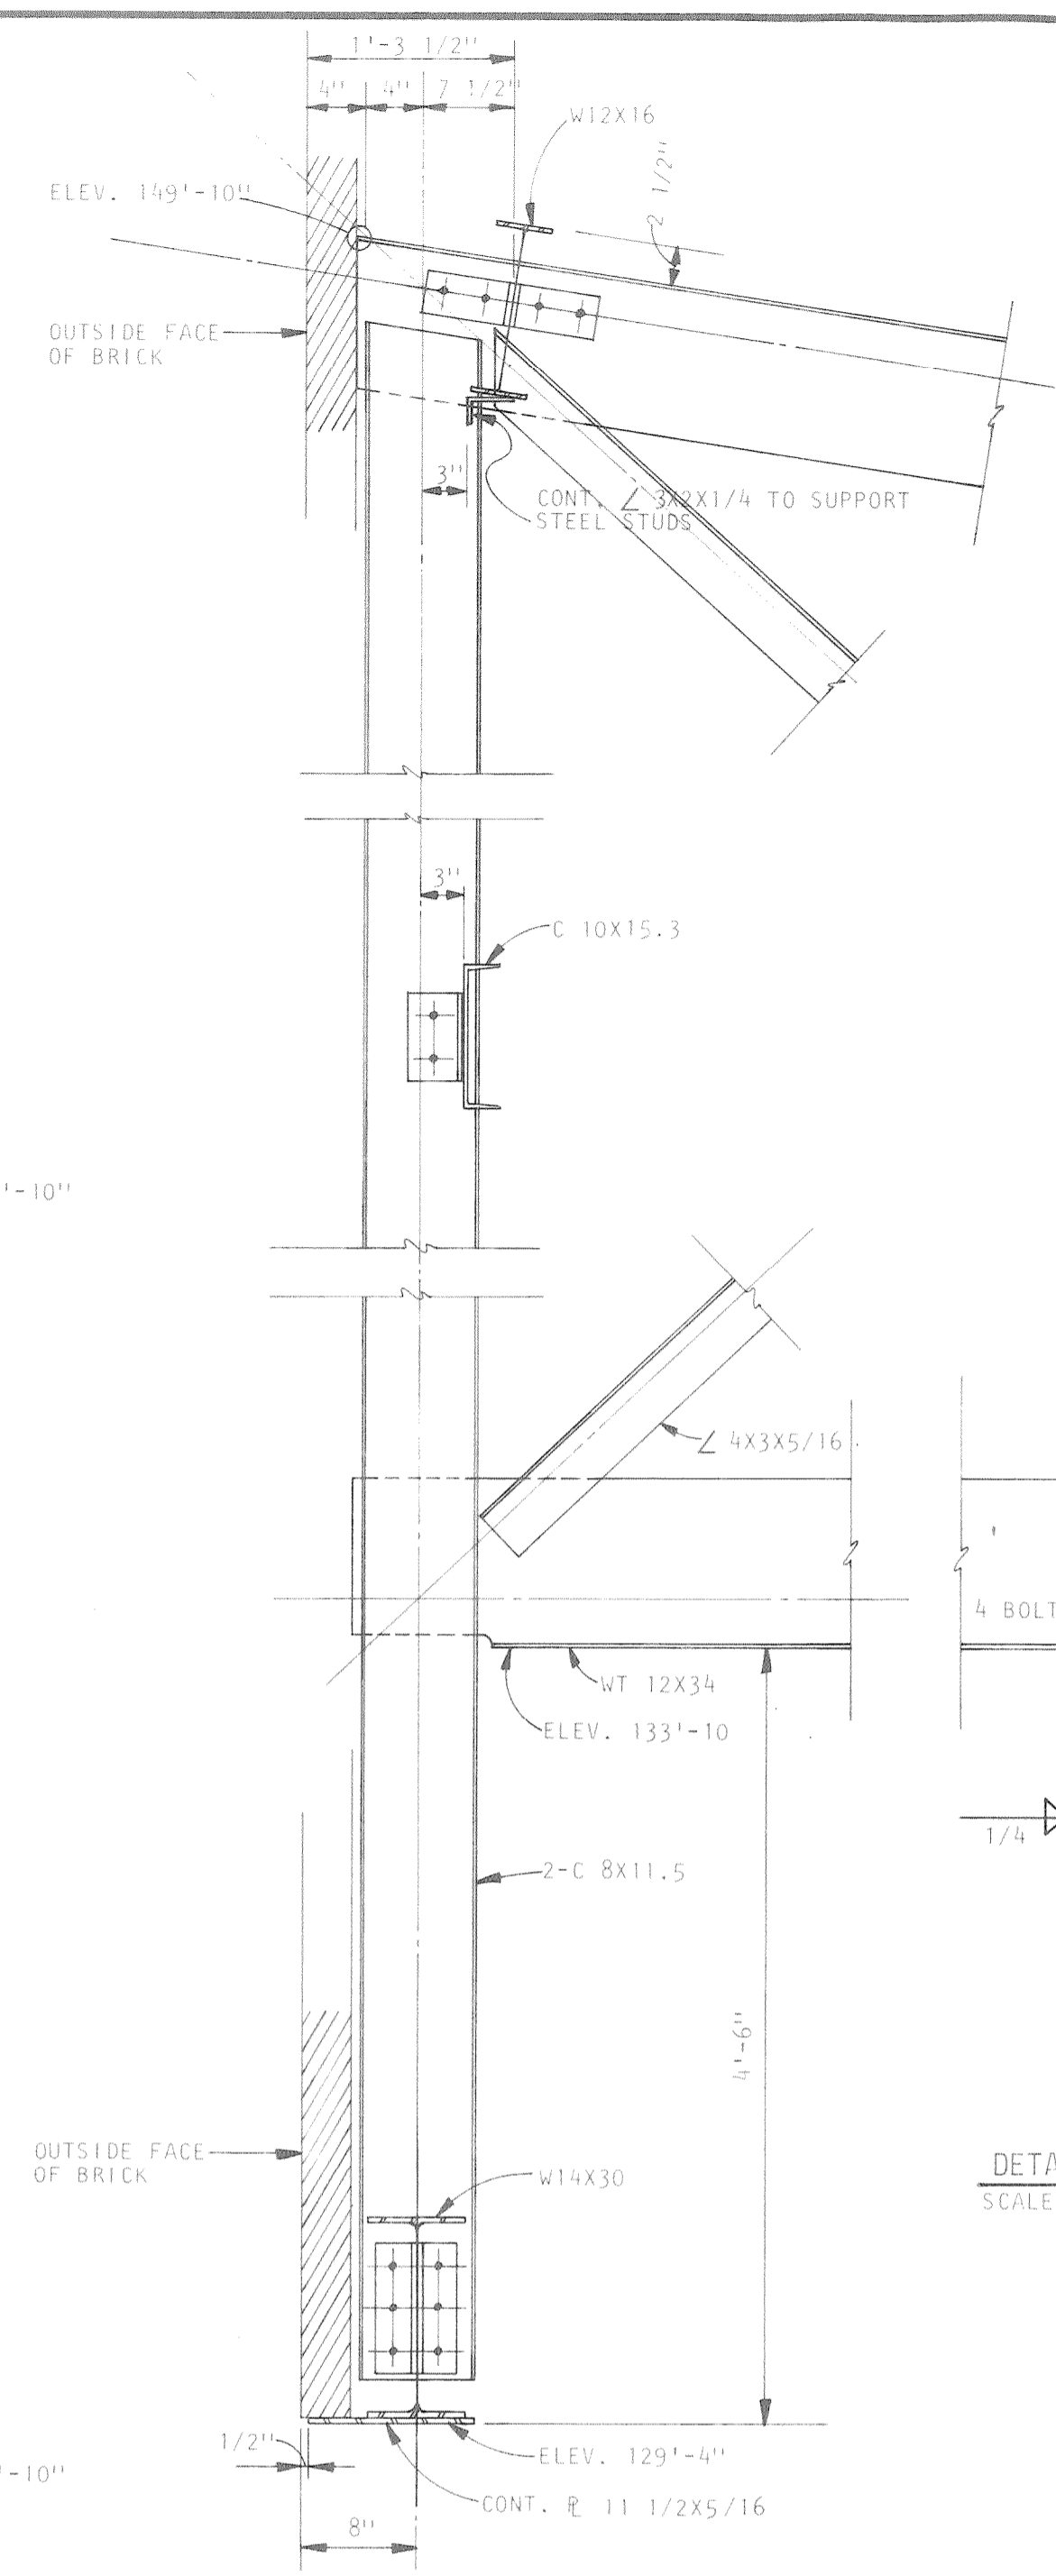 1'-3 1/2"
4" 4" 7 1/2"
W12X16
2 1/2"
ELEV. 149'-10"
OUTSIDE FACE
OF BRICK
3"
CONT. ∠ 3X2X1/4 TO SUPPORT
STEEL STUDS
3"
C 10X15.3
'-10"
∠ 4X3X5/16
4 BOLT
WT 12X34
ELEV. 133'-10
1/4
2-C 8X11.5
4'-6"
OUTSIDE FACE
OF BRICK
DETA
SCALE
W14X30
1/2"
ELEV. 129'-4"
'-10"
CONT. ℄ 11 1/2X5/16
8"